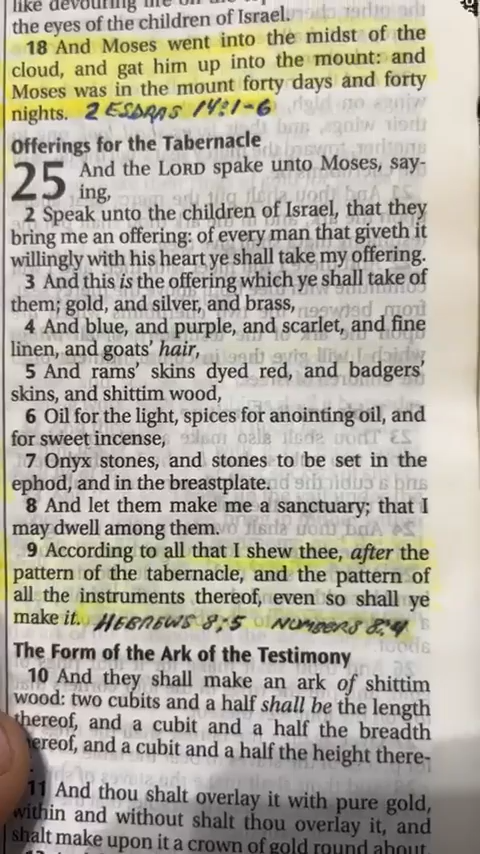 like devouring fire on
the eyes of the children of Israel.
18 And Moses went into the midst of the
cloud, and gat him up into the mount: and
Moses was in the mount forty days and forty
nights. 2 ESDRAS 14:1-6
Offerings for the Tabernacle
25 And the LORD spake unto Moses, say-
ing,
2 Speak unto the children of Israel, that they
bring me an offering: of every man that giveth it
willingly with his heart ye shall take my offering.
3 And this is the offering which ye shall take of
them; gold, and silver, and brass,
4 And blue, and purple, and scarlet, and fine
linen, and goats' hair,
5 And rams' skins dyed red, and badgers'
skins, and shittim wood,
6 Oil for the light, spices for anointing oil, and
for sweet incense,
7 Onyx stones, and stones to be set in the
ephod, and in the breastplate.
8 And let them make me a sanctuary; that I
may dwell among them.
9 According to all that I shew thee, after the
pattern of the tabernacle, and the pattern of
all the instruments thereof, even so shall ye
make it. HEBREWS 8:5 NUMBERS 8:4
The Form of the Ark of the Testimony
10 And they shall make an ark of shittim
wood: two cubits and a half shall be the length
thereof, and a cubit and a half the breadth
ereof, and a cubit and a half the height there-
11 And thou shalt overlay it with pure gold,
within and without shalt thou overlay it, and
shalt make upon it a crown of gold round about.